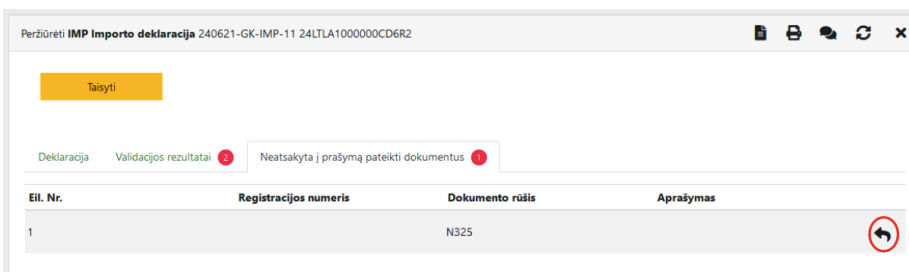 Peržiūrėti IMP Importo deklaracija 240621-GK-IMP-11 24LTLA1000000CD6R2
Taisyti
Deklaracija Validacijos rezultatai 2 Neatsakyta į prašymą pateikti dokumentus 1
Eil. Nr. Registracijos numeris Dokumento rūšis Aprašymas
1 N325